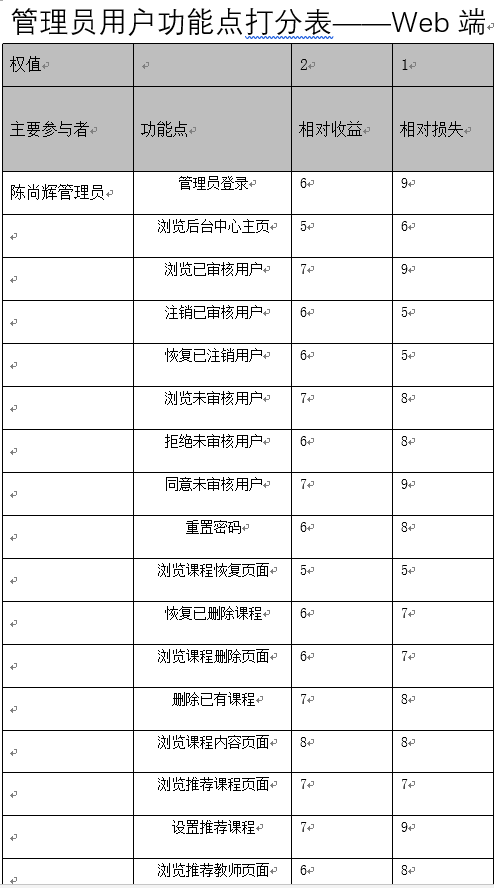 管理员用户功能点打分表——Web 端
权值 2 1
主要参与者 功能点 相对收益 相对损失
陈尚辉管理员 管理员登录 6 9
浏览后台中心主页 5 6
浏览已审核用户 7 9
注销已审核用户 6 5
恢复已注销用户 6 5
浏览未审核用户 7 8
拒绝未审核用户 6 8
同意未审核用户 7 9
重置密码 6 8
浏览课程恢复页面 5 5
恢复已删除课程 6 7
浏览课程删除页面 6 7
删除已有课程 7 8
浏览课程内容页面 8 8
浏览推荐课程页面 7 7
设置推荐课程 7 9
浏览推荐教师页面 6 8